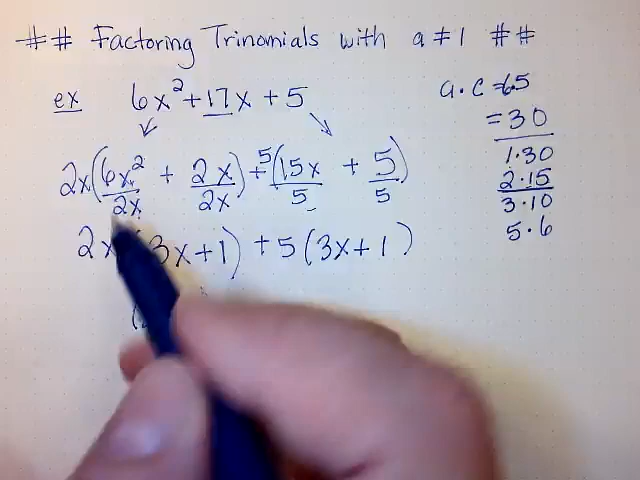 ## Factoring Trinomials with a ≠ 1 ##
ex 6x² + 17x + 5
a · c = 6·5
= 30
1·30
2·15
3·10
5·6
2x(6x²/2x + 2x/2x) + 5(15x/5 + 5/5)
2x(3x+1) + 5(3x+1)
(